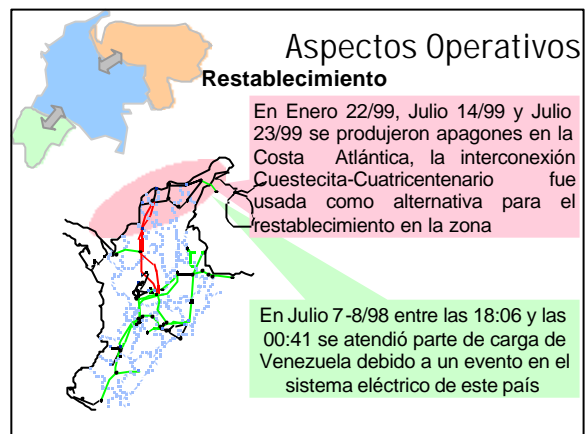 Aspectos Operativos
Restablecimiento
En Enero 22/99, Julio 14/99 y Julio
23/99 se produjeron apagones en la
Costa Atlántica, la interconexión
Cuestecita-Cuatricentenario fue
usada como alternativa para el
restablecimiento en la zona
En Julio 7-8/98 entre las 18:06 y las
00:41 se atendió parte de carga de
Venezuela debido a un evento en el
sistema eléctrico de este país